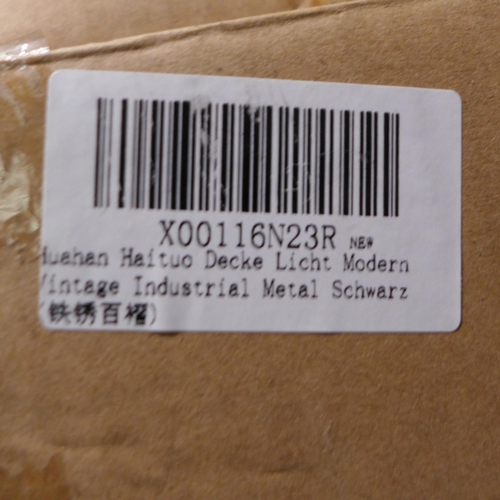 X00116N23R NEW
Huahan Haituo Decke Licht Modern
Vintage Industrial Metal Schwarz
(铁锈百褶)